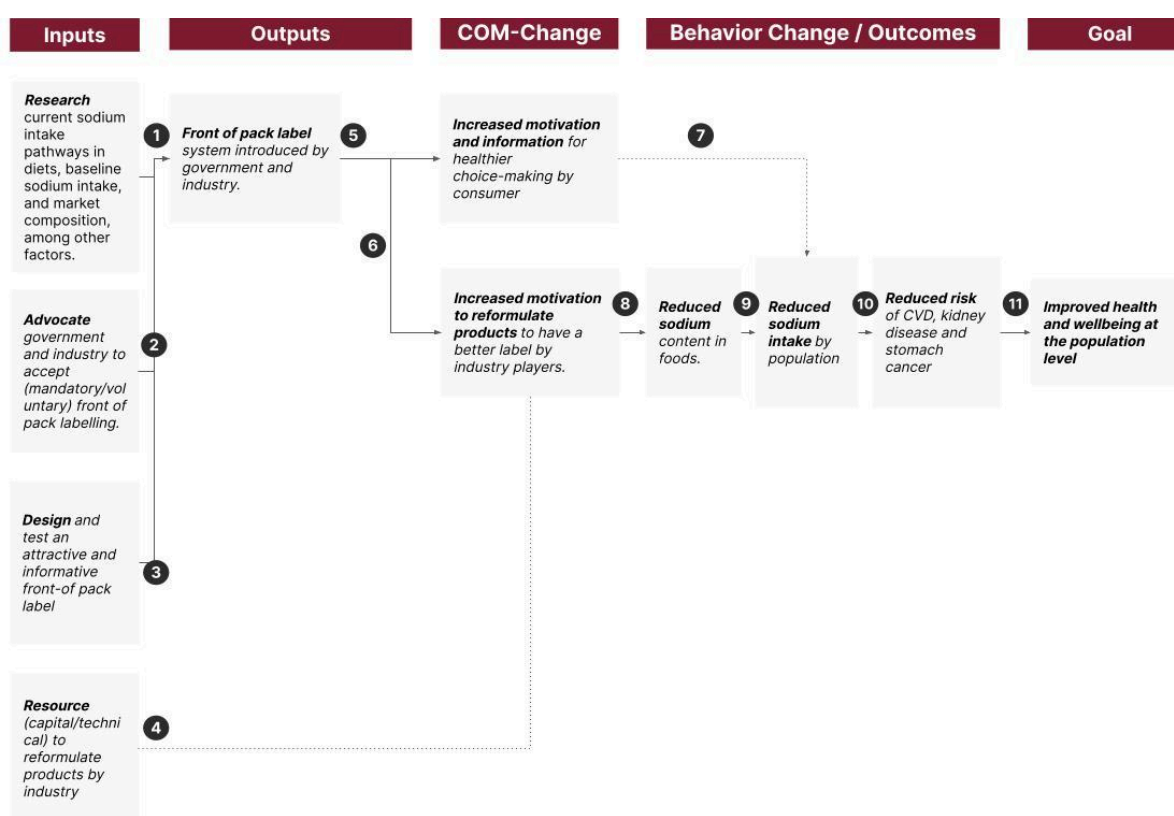 Inputs
Outputs
COM-Change
Behavior Change / Outcomes
Goal
Research
current sodium
intake
pathways in
diets, baseline
sodium intake,
and market
composition,
among other
factors.
1
Front of pack label
system introduced by
government and
industry.
5
Increased motivation
and information for
healthier
choice-making by
consumer
7
6
Advocate
government
and industry to
accept
(mandatory/vol
untary) front of
pack labelling.
2
Increased motivation
to reformulate
products to have a
better label by
industry players.
8
Reduced
sodium
content in
foods.
9
Reduced
sodium
intake by
population
10
Reduced risk
of CVD, kidney
disease and
stomach
cancer
11
Improved health
and wellbeing at
the population
level
Design and
test an
attractive and
informative
front-of pack
label
3
Resource
(capital/techni
cal) to
reformulate
products by
industry
4